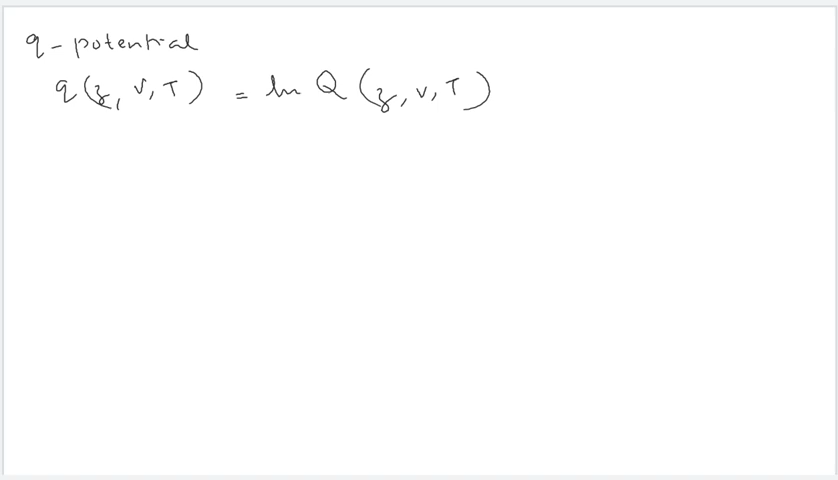 q - potential
q (z, V, T) = ln Q (z, V, T)